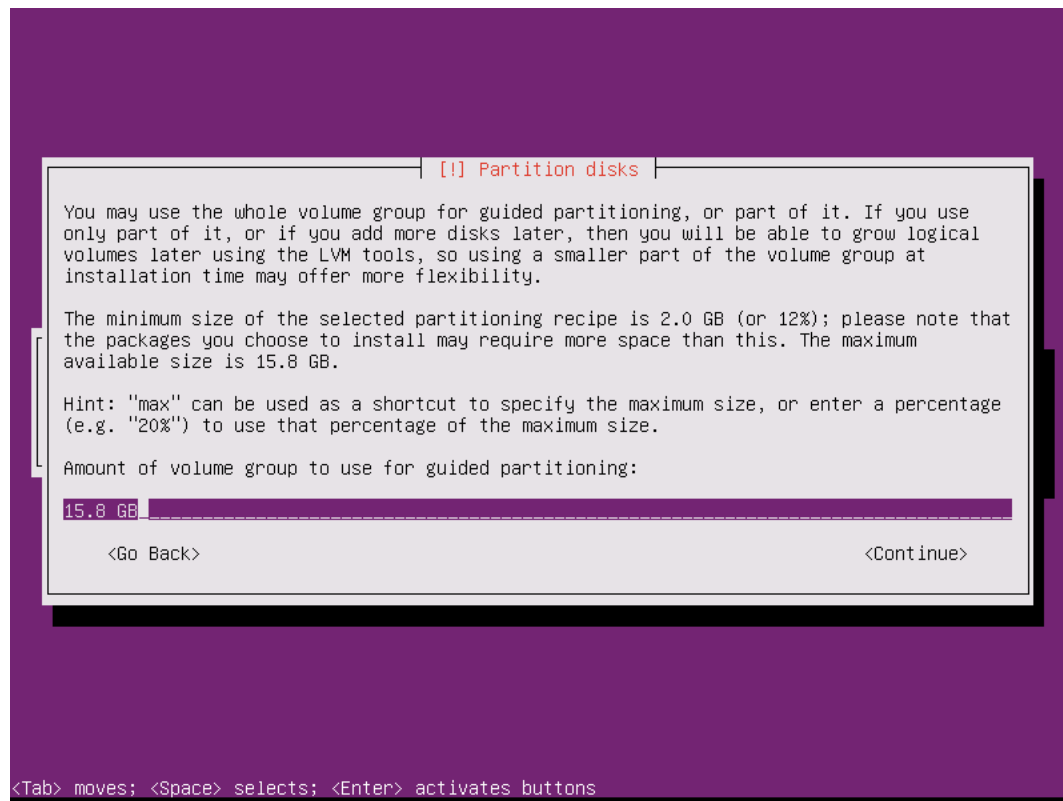 [!] Partition disks
You may use the whole volume group for guided partitioning, or part of it. If you use
only part of it, or if you add more disks later, then you will be able to grow logical
volumes later using the LVM tools, so using a smaller part of the volume group at
installation time may offer more flexibility.
The minimum size of the selected partitioning recipe is 2.0 GB (or 12%); please note that
the packages you choose to install may require more space than this. The maximum
available size is 15.8 GB.
Hint: "max" can be used as a shortcut to specify the maximum size, or enter a percentage
(e.g. "20%") to use that percentage of the maximum size.
Amount of volume group to use for guided partitioning:
15.8 GB
<Go Back> <Continue>
<Tab> moves; <Space> selects; <Enter> activates buttons